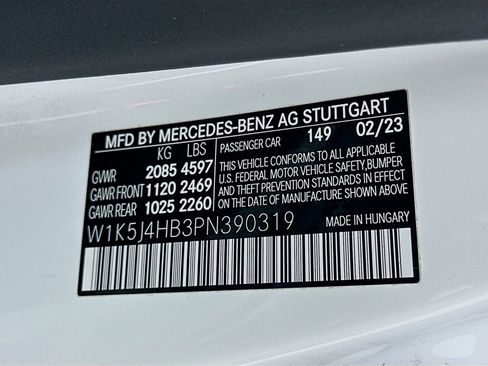 MFD BY MERCEDES-BENZ AG STUTTGART
KG LBS PASSENGER CAR 149 02/23
GVWR 2085 4597
GAWR FRONT 1120 2469
GAWR REAR 1025 2260
THIS VEHICLE CONFORMS TO ALL APPLICABLE
U.S. FEDERAL MOTOR VEHICLE SAFETY,BUMPER
AND THEFT PREVENTION STANDARDS IN
EFFECT ON THE DATE OF MANUFACTURE
SHOWN ABOVE.
W1K5J4HB3PN390319
MADE IN HUNGARY